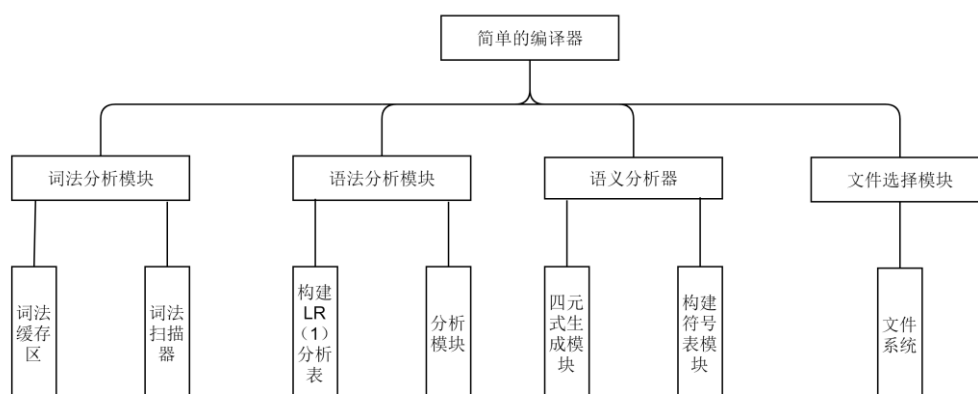 简单的编译器
词法分析模块
语法分析模块
语义分析器
文件选择模块
词法
缓存
区
词法
扫描
器
构建
LR
（1）
分析
表
分析
模块
四元
式生
成模
块
构建
符号
表模
块
文件
系统